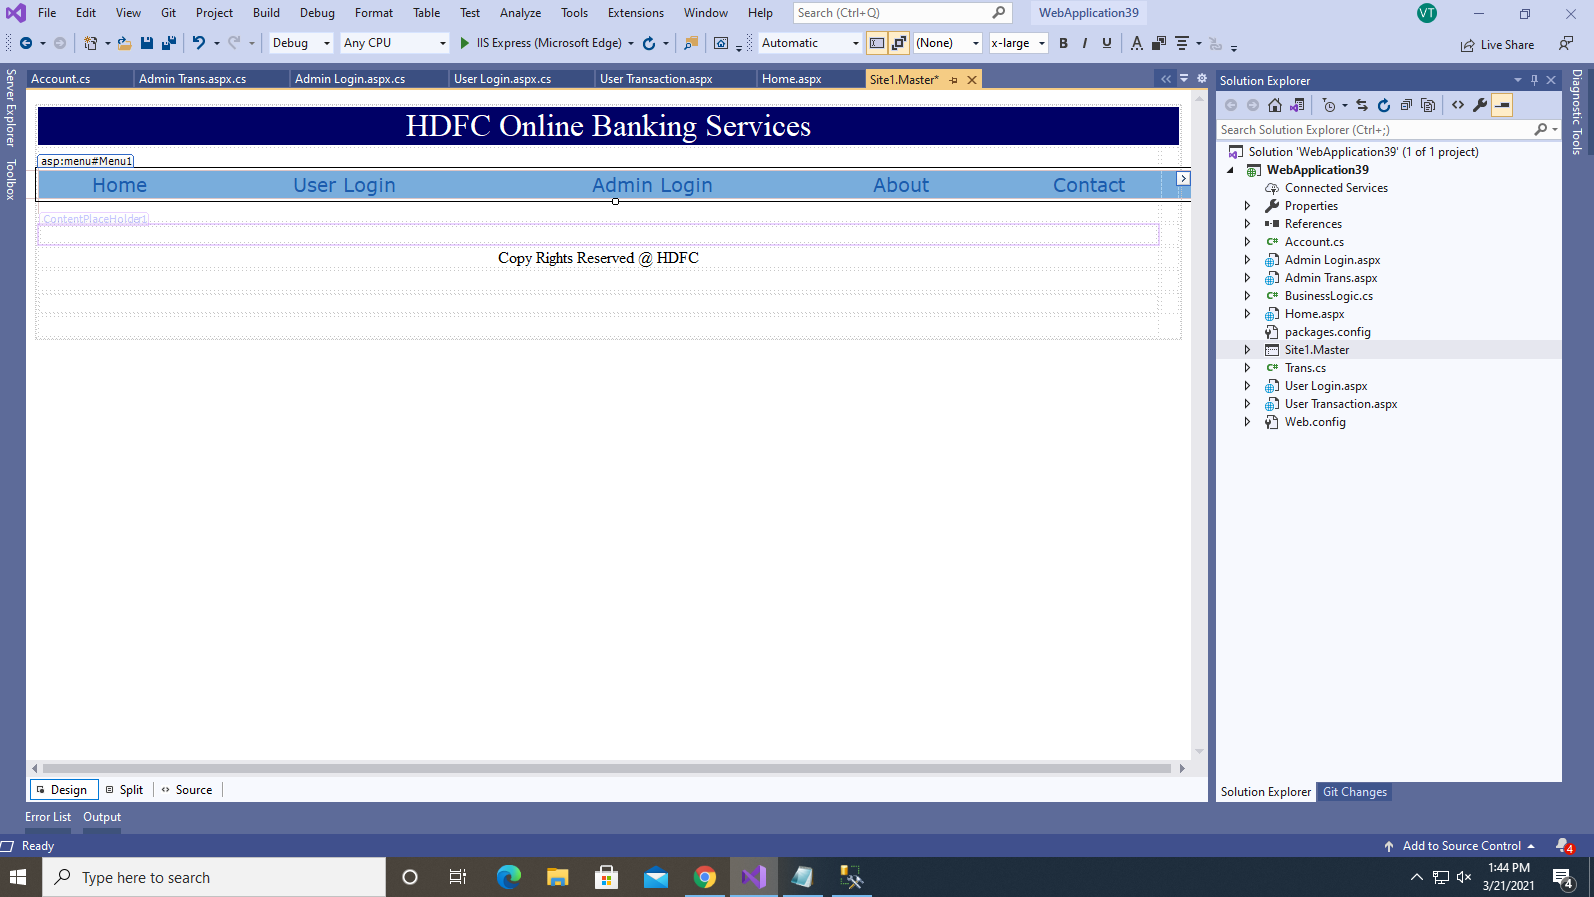 File Edit View Git Project Build Debug Format Table Test Analyze Tools Extensions Window Help Search (Ctrl+Q) WebApplication39 VT
Debug Any CPU IIS Express (Microsoft Edge) Automatic (None) x-large B I U A Live Share
Account.cs Admin Trans.aspx.cs Admin Login.aspx.cs User Login.aspx.cs User Transaction.aspx Home.aspx Site1.Master*
Server Explorer
Toolbox
HDFC Online Banking Services
asp:menu#Menu1
Home User Login Admin Login About Contact
ContentPlaceHolder1
Copy Rights Reserved @ HDFC
Design Split Source
Solution Explorer
Search Solution Explorer (Ctrl+;)
Solution 'WebApplication39' (1 of 1 project)
WebApplication39
Connected Services
Properties
References
C# Account.cs
Admin Login.aspx
Admin Trans.aspx
C# BusinessLogic.cs
Home.aspx
packages.config
Site1.Master
C# Trans.cs
User Login.aspx
User Transaction.aspx
Web.config
Solution Explorer Git Changes
Diagnostic Tools
Error List Output
Ready Add to Source Control 4
Type here to search
1:44 PM
3/21/2021
4